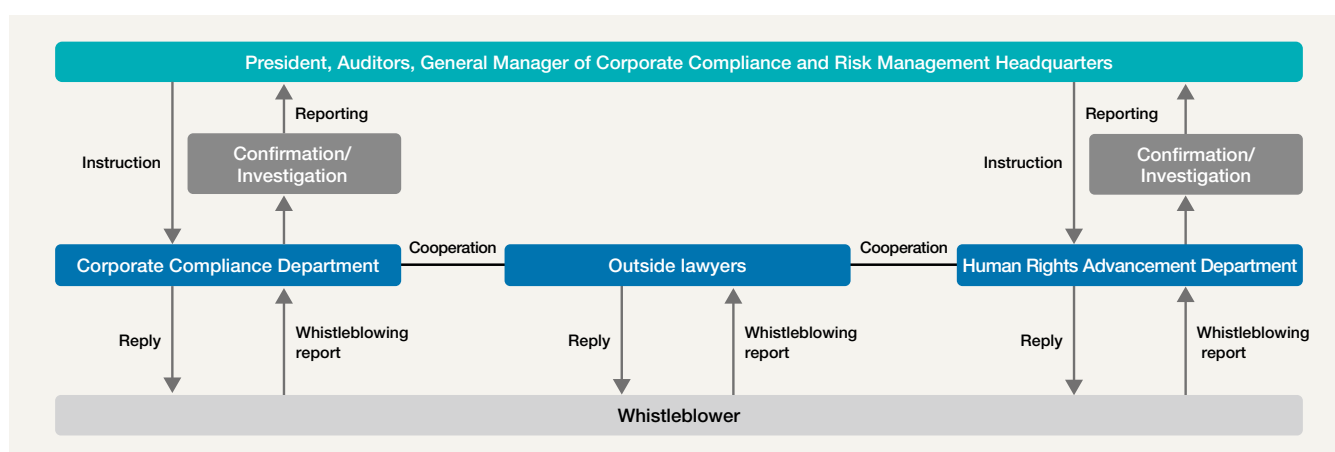 President, Auditors, General Manager of Corporate Compliance and Risk Management Headquarters
Reporting
Reporting
Confirmation/
Investigation
Confirmation/
Investigation
Instruction
Instruction
Cooperation
Cooperation
Corporate Compliance Department
Outside lawyers
Human Rights Advancement Department
Reply
Whistleblowing
report
Reply
Whistleblowing
report
Reply
Whistleblowing
report
Whistleblower